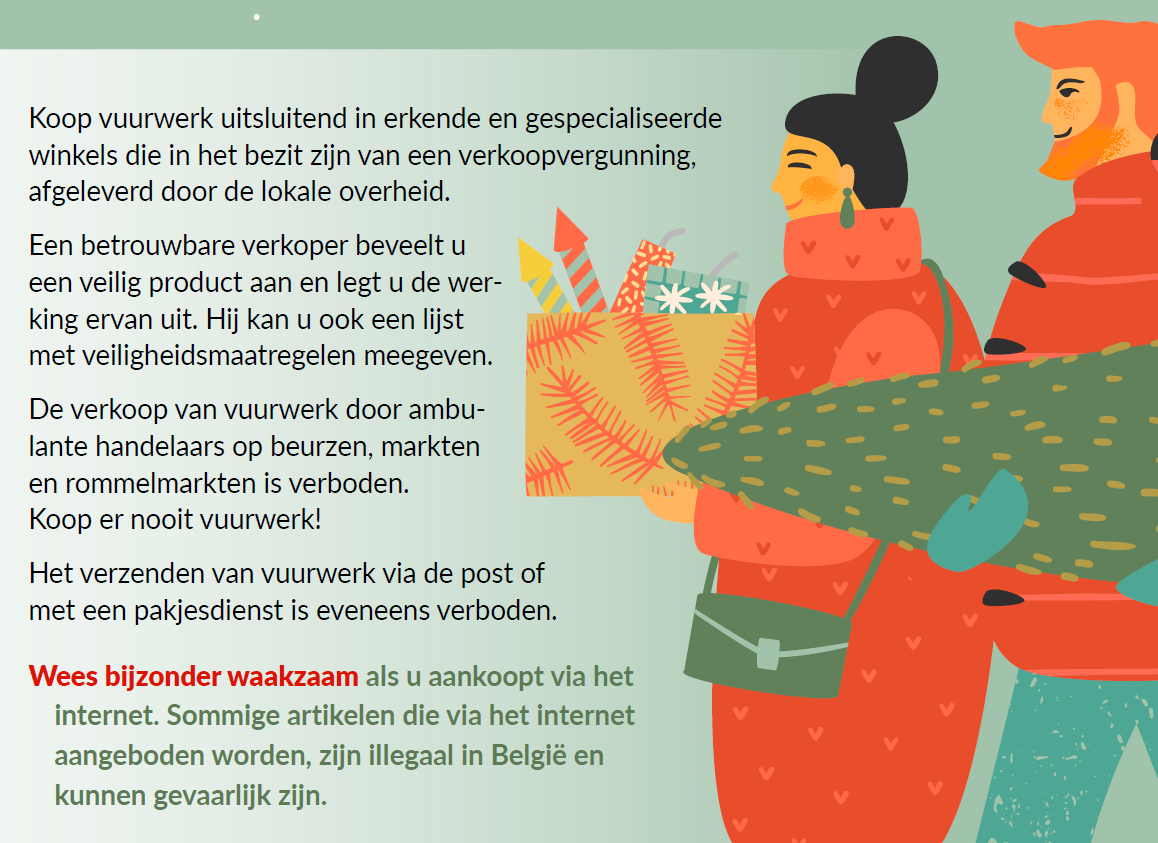 Koop vuurwerk uitsluitend in erkende en gespecialiseerde
winkels die in het bezit zijn van een verkoopvergunning,
afgeleverd door de lokale overheid.
Een betrouwbare verkoper beveelt u
een veilig product aan en legt u de wer-
king ervan uit. Hij kan u ook een lijst
met veiligheidsmaatregelen meegeven.
De verkoop van vuurwerk door ambu-
lante handelaars op beurzen, markten
en rommelmarkten is verboden.
Koop er nooit vuurwerk!
Het verzenden van vuurwerk via de post of
met een pakjesdienst is eveneens verboden.
Wees bijzonder waakzaam als u aankoopt via het
internet. Sommige artikelen die via het internet
aangeboden worden, zijn illegaal in België en
kunnen gevaarlijk zijn.